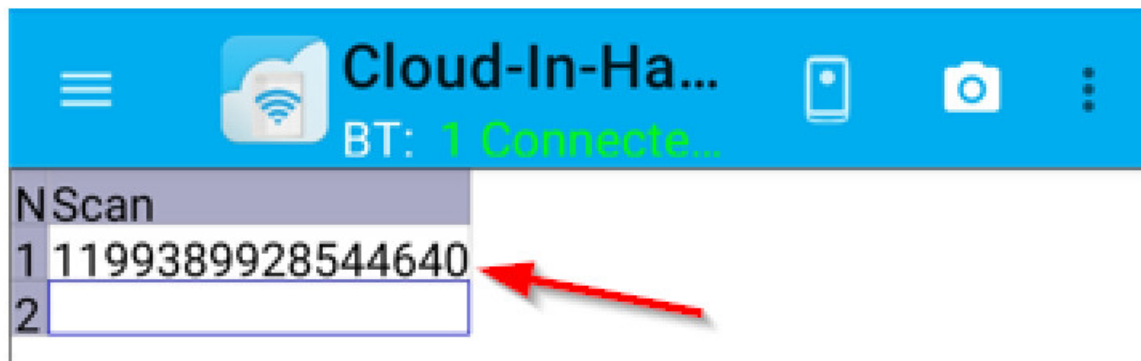 Cloud-In-Ha...
BT: 1 Connecte...
N Scan
1 1199389928544640
2